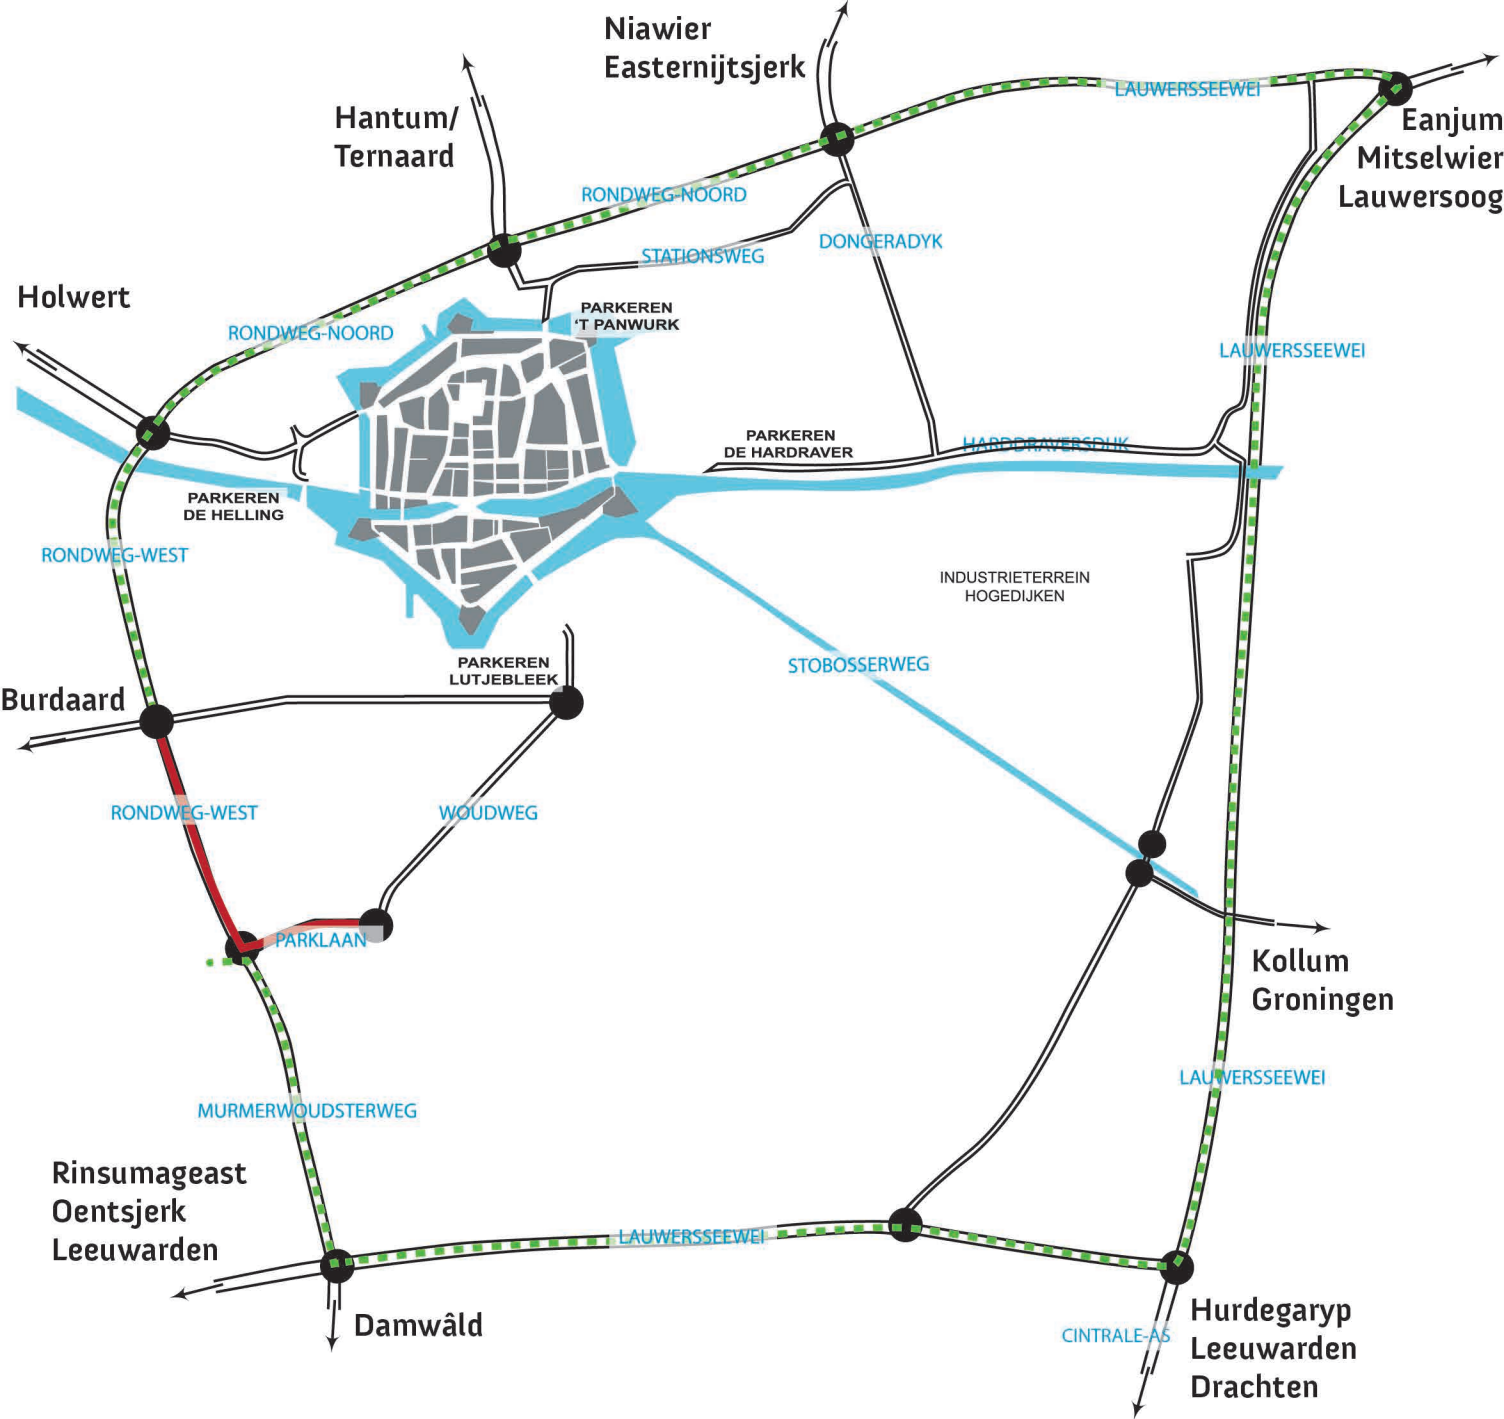 Niawier
Easternijtsjerk
Hantum/
Ternaard
LAUWERSSEEWEI
Eanjum
Mitselwier
Lauwersoog
RONDWEG-NOORD
STATIONSWEG
DONGERADYK
Holwert
RONDWEG-NOORD
PARKEREN
'T PANWURK
LAUWERSSEEWEI
PARKEREN
DE HARDRAVER
HARDDRAVERSDIJK
PARKEREN
DE HELLING
RONDWEG-WEST
INDUSTRIETERREIN
HOGEDIJKEN
STOBOSSERWEG
PARKEREN
LUTJEBLEEK
Burdaard
RONDWEG-WEST
WOUDWEG
PARKLAAN
Kollum
Groningen
LAUWERSSEEWEI
MURMERWOUDSTERWEG
Rinsumageast
Oentsjerk
Leeuwarden
LAUWERSSEEWEI
Damwâld
Hurdegaryp
Leeuwarden
Drachten
CINTRALE-AS